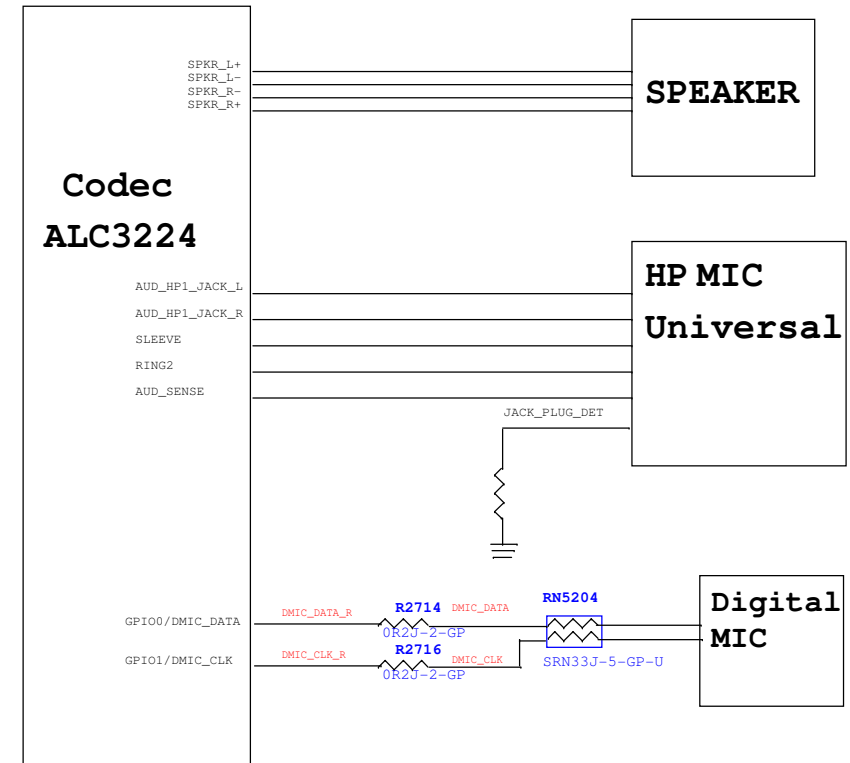 SPKR_L+
SPKR_L-
SPKR_R-
SPKR_R+
SPEAKER
Codec
ALC3224
AUD_HP1_JACK_L
AUD_HP1_JACK_R
SLEEVE
RING2
AUD_SENSE
HP MIC
Universal
JACK_PLUG_DET
GPIO0/DMIC_DATA
DMIC_DATA_R
R2714
DMIC_DATA
0R2J-2-GP
RN5204
Digital
MIC
GPIO1/DMIC_CLK
DMIC_CLK_R
R2716
DMIC_CLK
0R2J-2-GP
SRN33J-5-GP-U